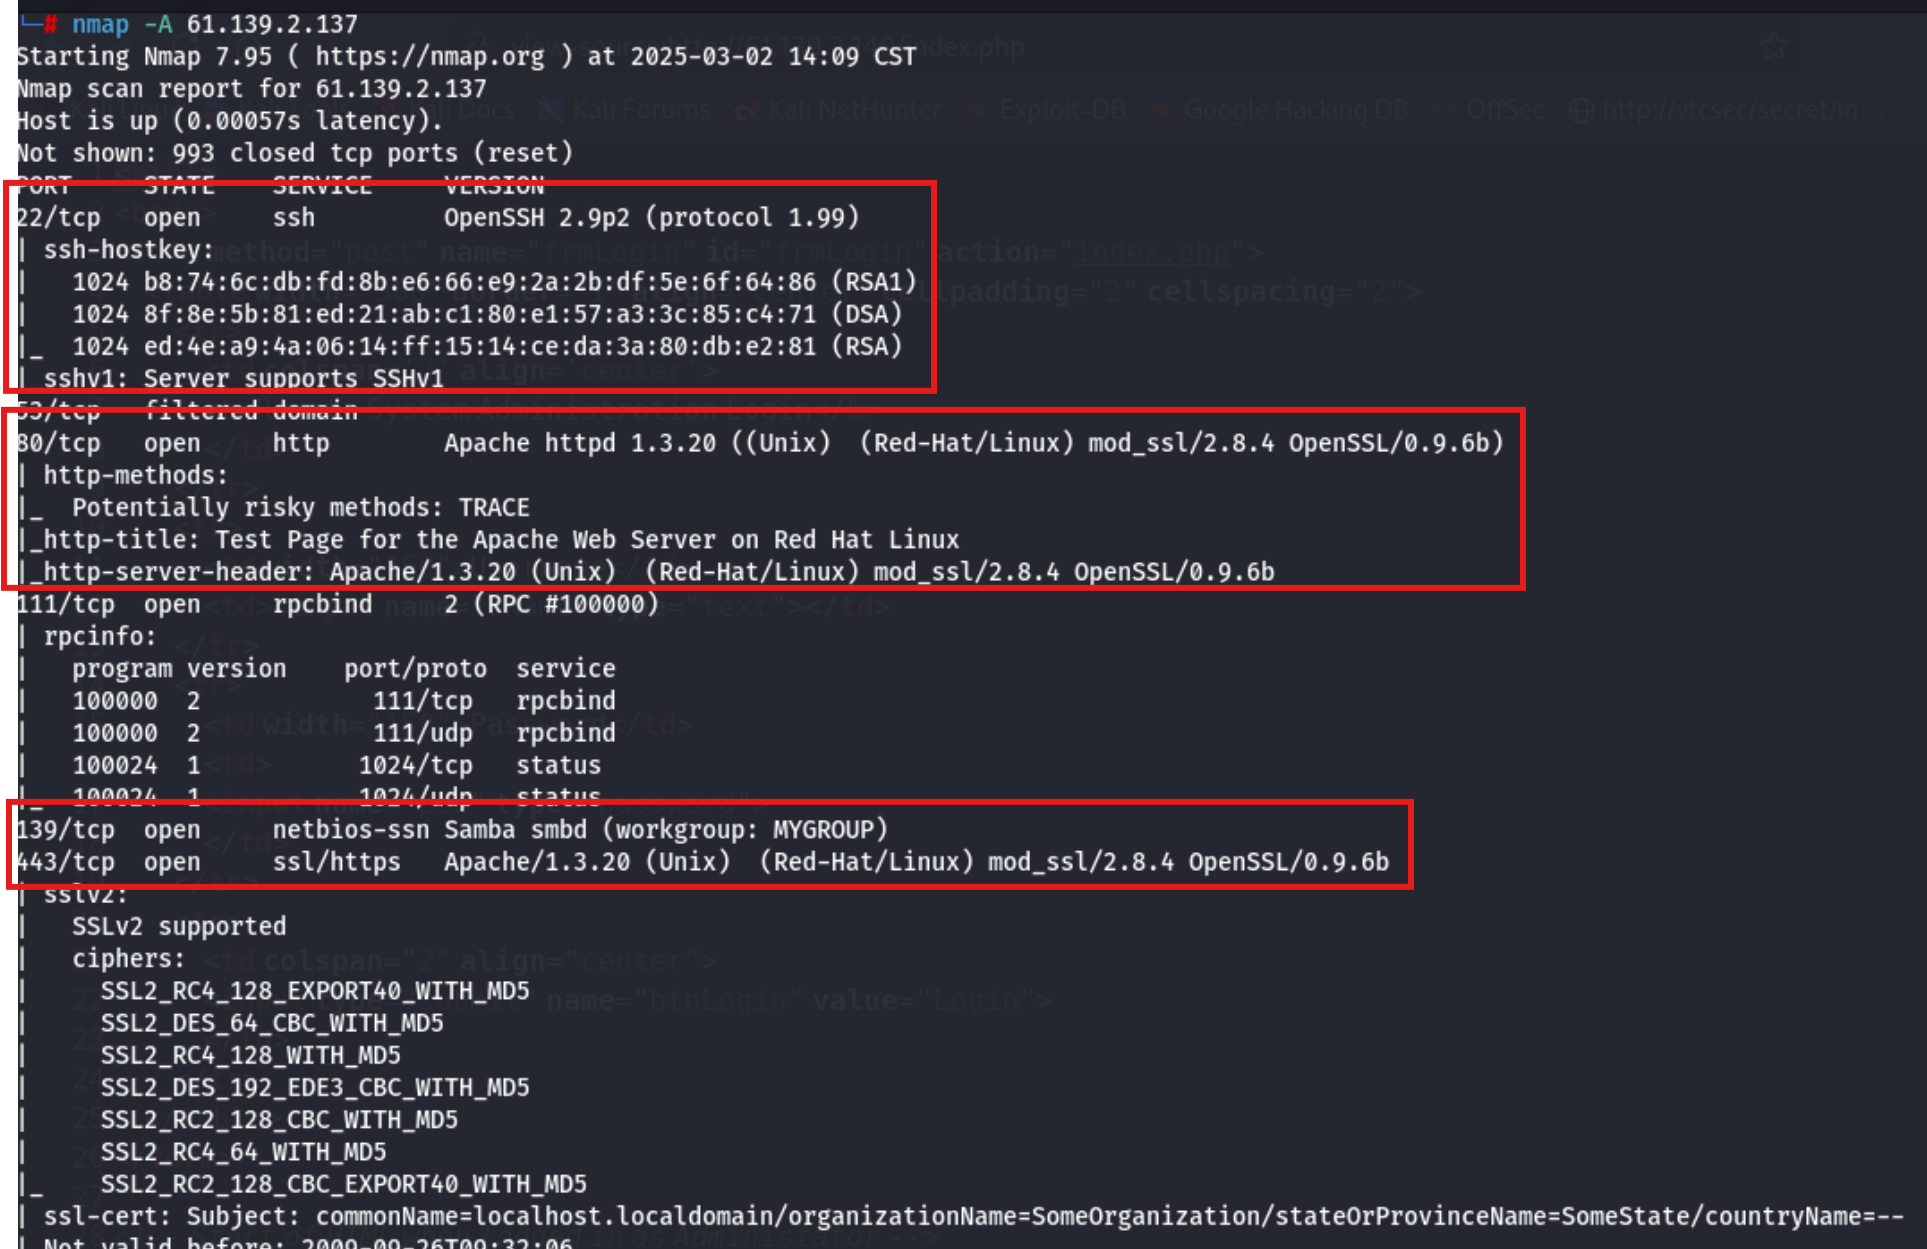 └─# nmap -A 61.139.2.137
Starting Nmap 7.95 ( https://nmap.org ) at 2025-03-02 14:09 CST
Nmap scan report for 61.139.2.137
Host is up (0.00057s latency).
Not shown: 993 closed tcp ports (reset)
PORT     STATE    SERVICE     VERSION
22/tcp   open     ssh         OpenSSH 2.9p2 (protocol 1.99)
| ssh-hostkey:
|   1024 b8:74:6c:db:fd:8b:e6:66:e9:2a:2b:df:5e:6f:64:86 (RSA1)
|   1024 8f:8e:5b:81:ed:21:ab:c1:80:e1:57:a3:3c:85:c4:71 (DSA)
|_  1024 ed:4e:a9:4a:06:14:ff:15:14:ce:da:3a:80:db:e2:81 (RSA)
|_sshv1: Server supports SSHv1
53/tcp   filtered domain
80/tcp   open     http        Apache httpd 1.3.20 ((Unix)  (Red-Hat/Linux) mod_ssl/2.8.4 OpenSSL/0.9.6b)
| http-methods:
|_  Potentially risky methods: TRACE
|_http-title: Test Page for the Apache Web Server on Red Hat Linux
|_http-server-header: Apache/1.3.20 (Unix)  (Red-Hat/Linux) mod_ssl/2.8.4 OpenSSL/0.9.6b
111/tcp  open     rpcbind     2 (RPC #100000)
| rpcinfo:
|   program version    port/proto  service
|   100000  2            111/tcp   rpcbind
|   100000  2            111/udp   rpcbind
|   100024  1           1024/tcp   status
|_  100024  1           1024/udp   status
139/tcp  open     netbios-ssn Samba smbd (workgroup: MYGROUP)
443/tcp  open     ssl/https   Apache/1.3.20 (Unix)  (Red-Hat/Linux) mod_ssl/2.8.4 OpenSSL/0.9.6b
| sslv2:
|   SSLv2 supported
|   ciphers:
|     SSL2_RC4_128_EXPORT40_WITH_MD5
|     SSL2_DES_64_CBC_WITH_MD5
|     SSL2_RC4_128_WITH_MD5
|     SSL2_DES_192_EDE3_CBC_WITH_MD5
|     SSL2_RC2_128_CBC_WITH_MD5
|     SSL2_RC4_64_WITH_MD5
|_    SSL2_RC2_128_CBC_EXPORT40_WITH_MD5
| ssl-cert: Subject: commonName=localhost.localdomain/organizationName=SomeOrganization/stateOrProvinceName=SomeState/countryName=--
| Not valid before: 2009-09-26T09:32:06